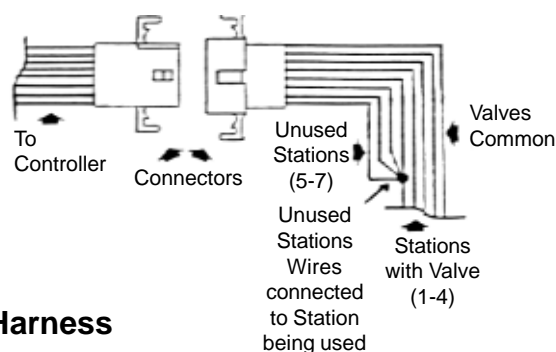 To
Controller
Connectors
Unused
Stations
(5-7)
Valves
Common
Unused
Stations
Wires
connected
to Station
being used
Stations
with Valve
(1-4)
Harness